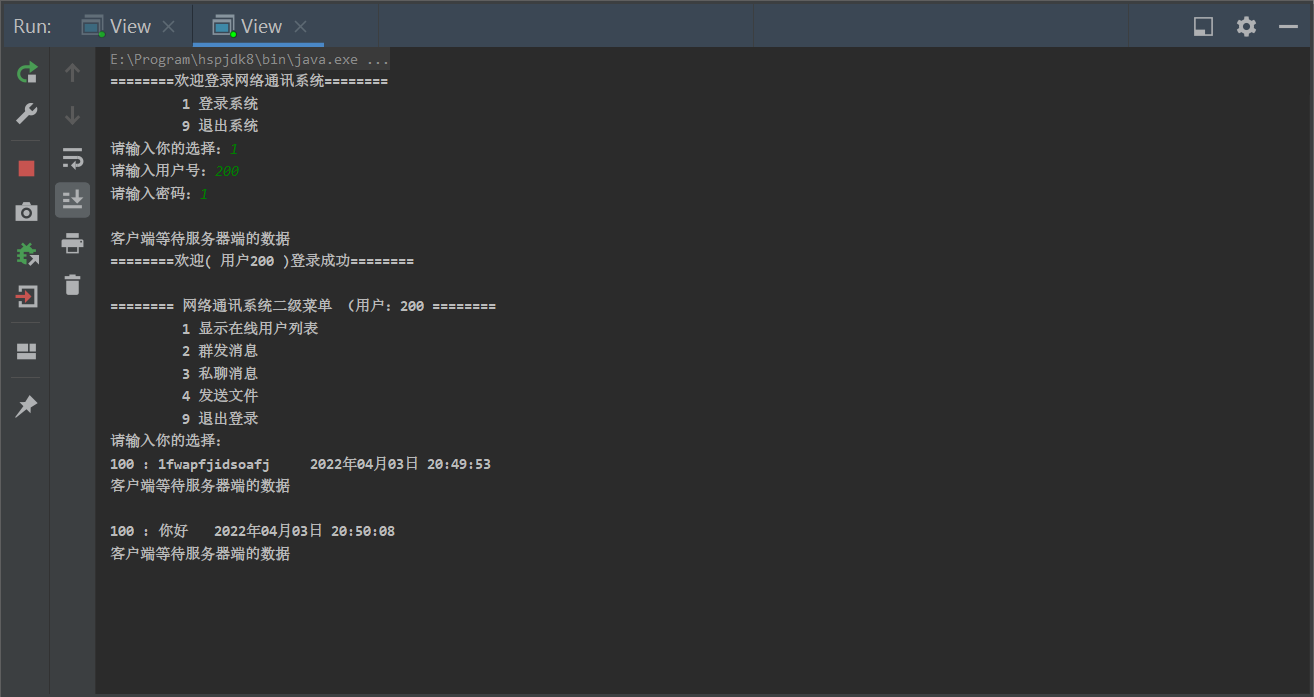 Run: View View
E:\Program\hspjdk8\bin\java.exe ...
========欢迎登录网络通讯系统========
1 登录系统
9 退出系统
请输入你的选择: 1
请输入用户号: 200
请输入密码: 1
客户端等待服务器端的数据
========欢迎( 用户200 )登录成功========
======== 网络通讯系统二级菜单 (用户: 200 ========
1 显示在线用户列表
2 群发消息
3 私聊消息
4 发送文件
9 退出登录
请输入你的选择:
100 : 1fwapfjidsoafj 2022年04月03日 20:49:53
客户端等待服务器端的数据
100 : 你好 2022年04月03日 20:50:08
客户端等待服务器端的数据